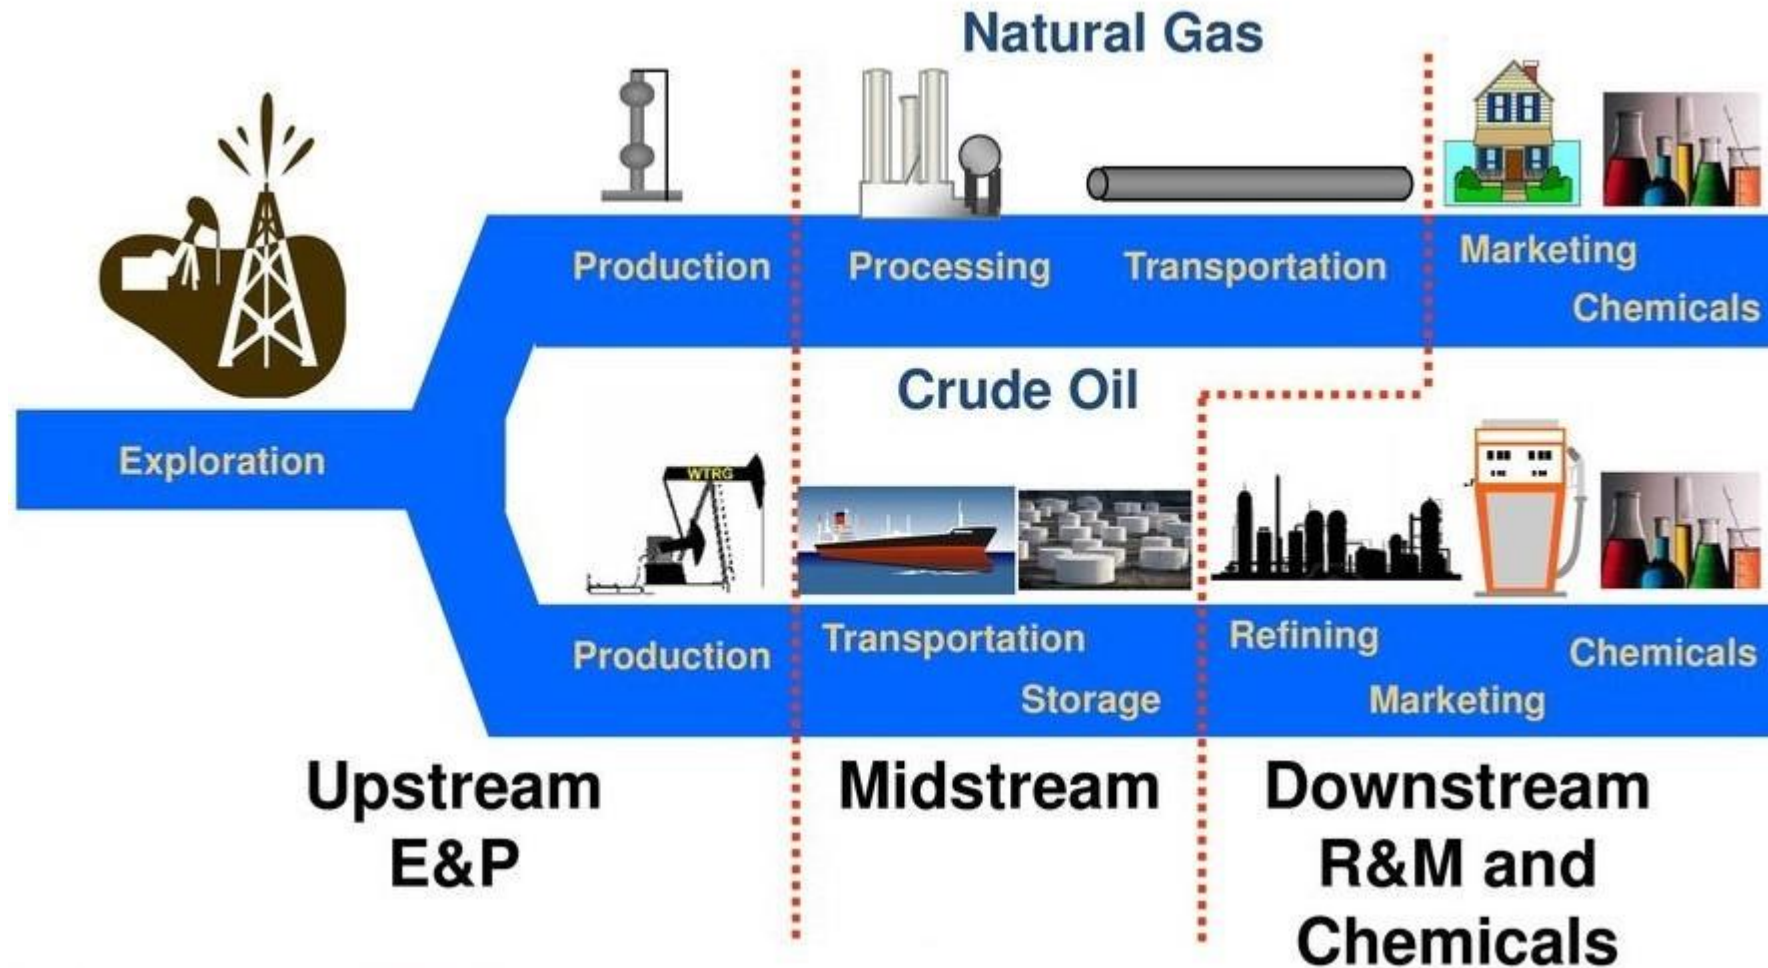 Natural Gas
Production
Processing
Transportation
Marketing
Chemicals
Crude Oil
Exploration
WTRG
Production
Transportation
Storage
Refining
Marketing
Chemicals
Upstream
E&P
Midstream
Downstream
R&M and
Chemicals